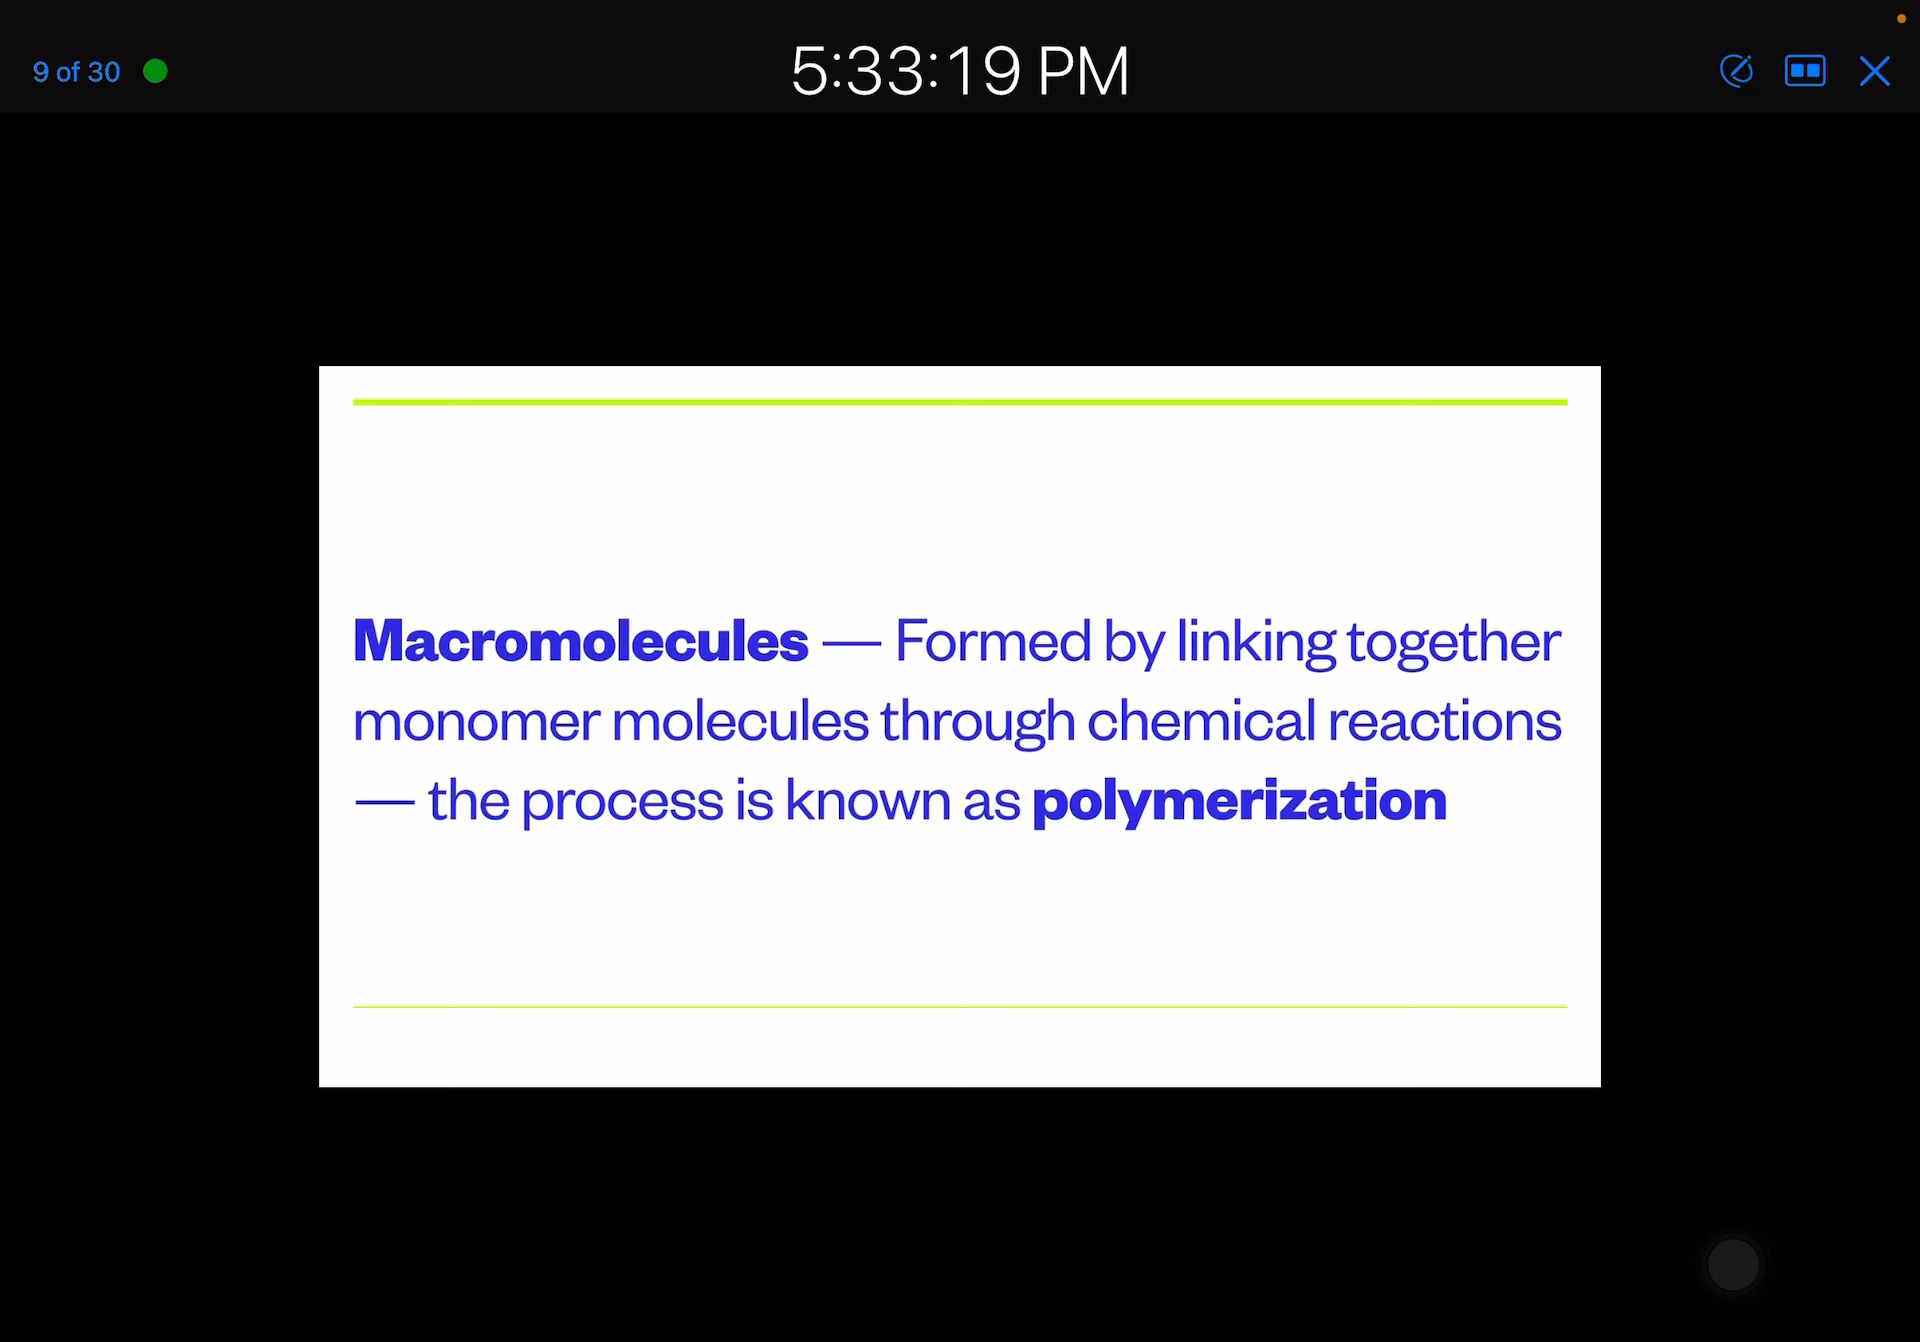 9 of 30
5:33:19 PM
Macromolecules — Formed by linking together
monomer molecules through chemical reactions
— the process is known as polymerization